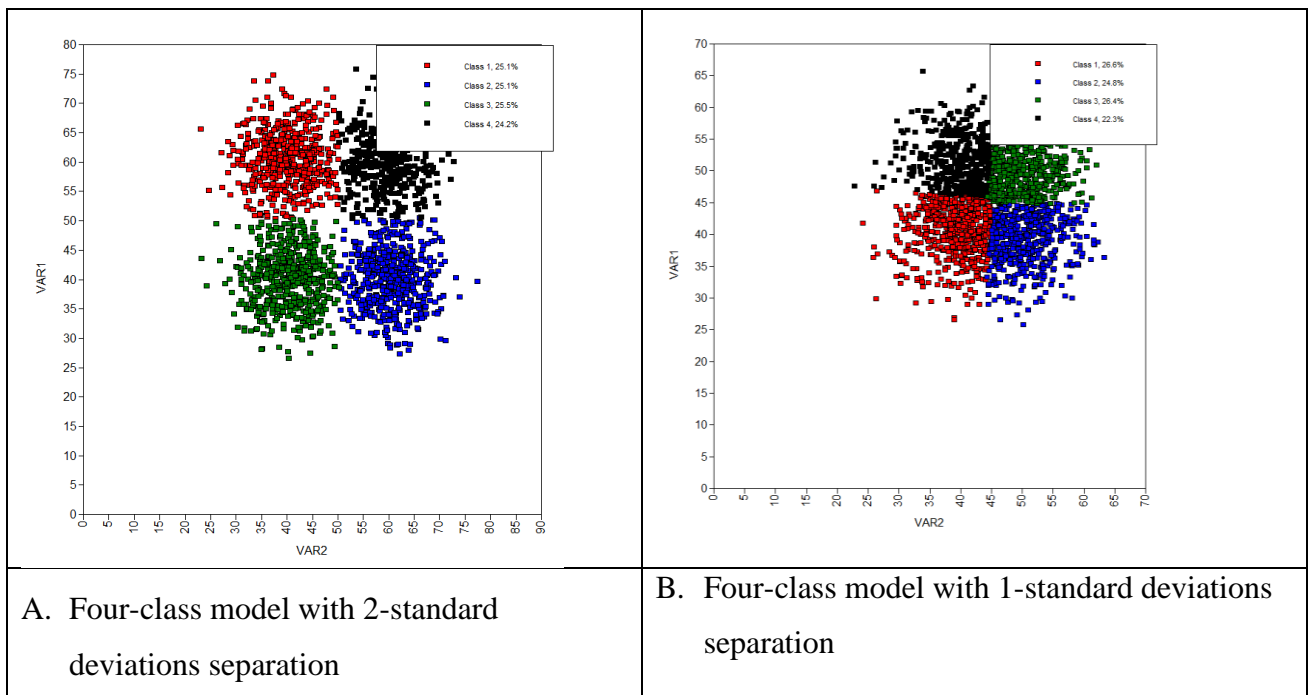 80
75
70
65
60
55
50
45
40
35
30
25
20
15
10
5
0
VAR1
0 5 10 15 20 25 30 35 40 45 50 55 60 65 70 75 80 85 90
VAR2
Class 1, 25.1%
Class 2, 25.1%
Class 3, 25.5%
Class 4, 24.2%
70
65
60
55
50
45
40
35
30
25
20
15
10
5
0
VAR1
0 5 10 15 20 25 30 35 40 45 50 55 60 65 70
VAR2
Class 1, 26.6%
Class 2, 24.8%
Class 3, 26.4%
Class 4, 22.3%
A. Four-class model with 2-standard
deviations separation
B. Four-class model with 1-standard deviations
separation